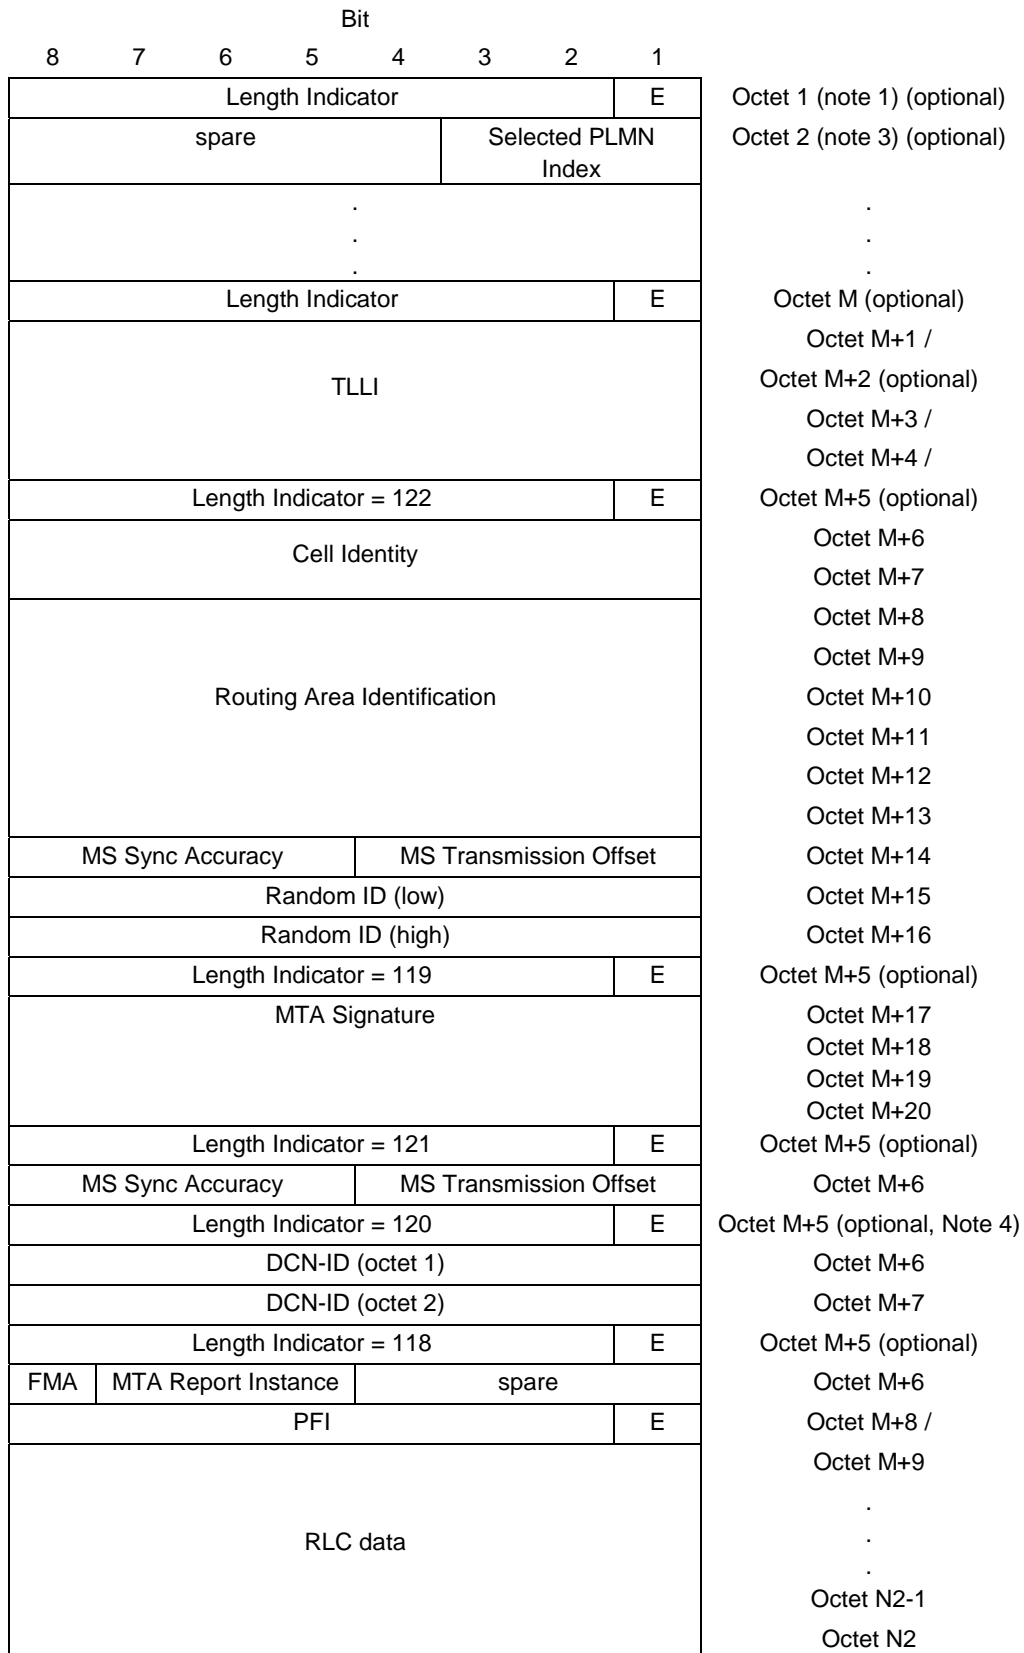 Bit
8 7 6 5 4 3 2 1
Length Indicator E Octet 1 (note 1) (optional)
spare Selected PLMN Octet 2 (note 3) (optional)
Index
. .
. .
. .
Length Indicator E Octet M (optional)
Octet M+1 /
TLLI Octet M+2 (optional)
Octet M+3 /
Octet M+4 /
Length Indicator = 122 E Octet M+5 (optional)
Cell Identity Octet M+6
Octet M+7
Octet M+8
Octet M+9
Routing Area Identification Octet M+10
Octet M+11
Octet M+12
Octet M+13
MS Sync Accuracy MS Transmission Offset Octet M+14
Random ID (low) Octet M+15
Random ID (high) Octet M+16
Length Indicator = 119 E Octet M+5 (optional)
MTA Signature Octet M+17
Octet M+18
Octet M+19
Octet M+20
Length Indicator = 121 E Octet M+5 (optional)
MS Sync Accuracy MS Transmission Offset Octet M+6
Length Indicator = 120 E Octet M+5 (optional, Note 4)
DCN-ID (octet 1) Octet M+6
DCN-ID (octet 2) Octet M+7
Length Indicator = 118 E Octet M+5 (optional)
FMA MTA Report Instance spare Octet M+6
PFI E Octet M+8 /
Octet M+9
.
RLC data .
.
Octet N2-1
Octet N2